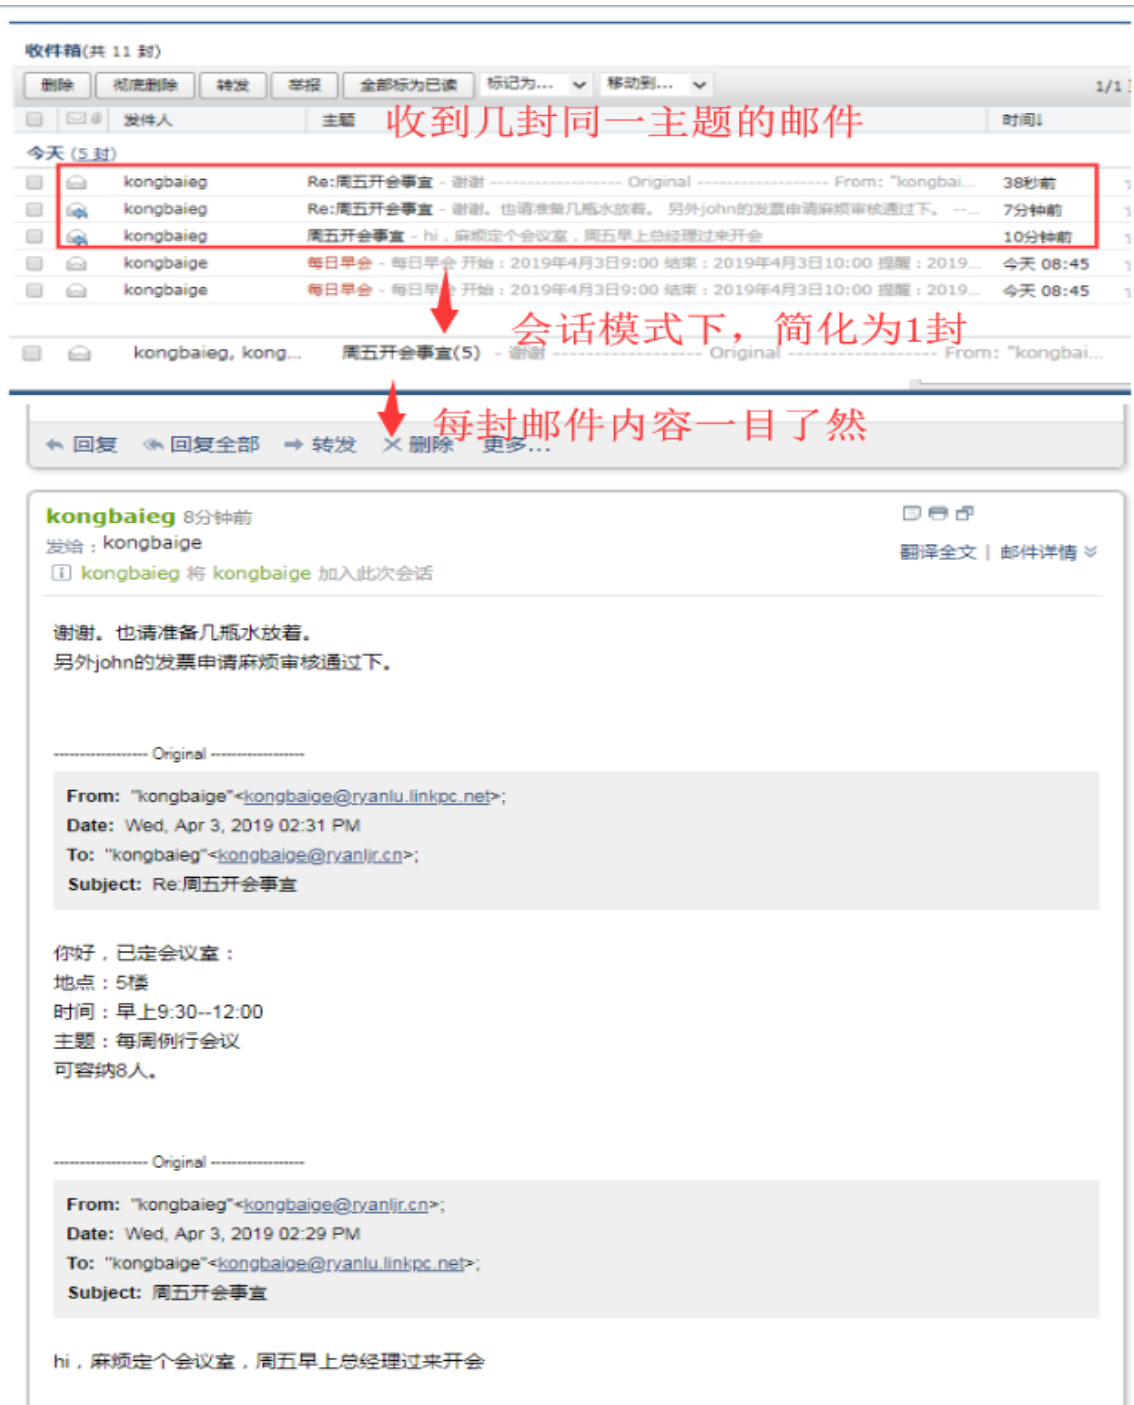 收件箱(共 11 封)
删除 彻底删除 转发 举报 全部标为已读 标记为... 移动到... 1/1
发件人 主题 时间↓
收到几封同一主题的邮件
今天 (5 封)
kongbaieg Re:周五开会事宜 - 谢谢 ------------------ Original ------------------ From: "kongbai... 38秒前
kongbaieg Re:周五开会事宜 - 谢谢。也请准备几瓶水放着。 另外john的发票申请麻烦审核通过下。 --... 7分钟前
kongbaieg 周五开会事宜 - hi，麻烦定个会议室，周五早上总经理过来开会 10分钟前
kongbaige 每日早会 - 每日早会 开始：2019年4月3日9:00 结束：2019年4月3日10:00 提醒：2019... 今天 08:45
kongbaige 每日早会 - 每日早会 开始：2019年4月3日9:00 结束：2019年4月3日10:00 提醒：2019... 今天 08:45
会话模式下，简化为1封
kongbaieg, kong... 周五开会事宜(5) - 谢谢 ------------------ Original ------------------ From: "kongbai...
每封邮件内容一目了然
回复 回复全部 转发 删除 更多...
kongbaieg 8分钟前
发给：kongbaige
翻译全文 | 邮件详情
kongbaieg 将 kongbaige 加入此次会话
谢谢。也请准备几瓶水放着。
另外john的发票申请麻烦审核通过下。
------------------ Original ------------------
From: "kongbaige"<kongbaige@ryanlu.linkpc.net>;
Date: Wed, Apr 3, 2019 02:31 PM
To: "kongbaieg"<kongbaige@ryanljr.cn>;
Subject: Re:周五开会事宜
你好，已定会议室：
地点：5楼
时间：早上9:30--12:00
主题：每周例行会议
可容纳8人。
------------------ Original ------------------
From: "kongbaieg"<kongbaige@ryanljr.cn>;
Date: Wed, Apr 3, 2019 02:29 PM
To: "kongbaige"<kongbaige@ryanlu.linkpc.net>;
Subject: 周五开会事宜
hi，麻烦定个会议室，周五早上总经理过来开会